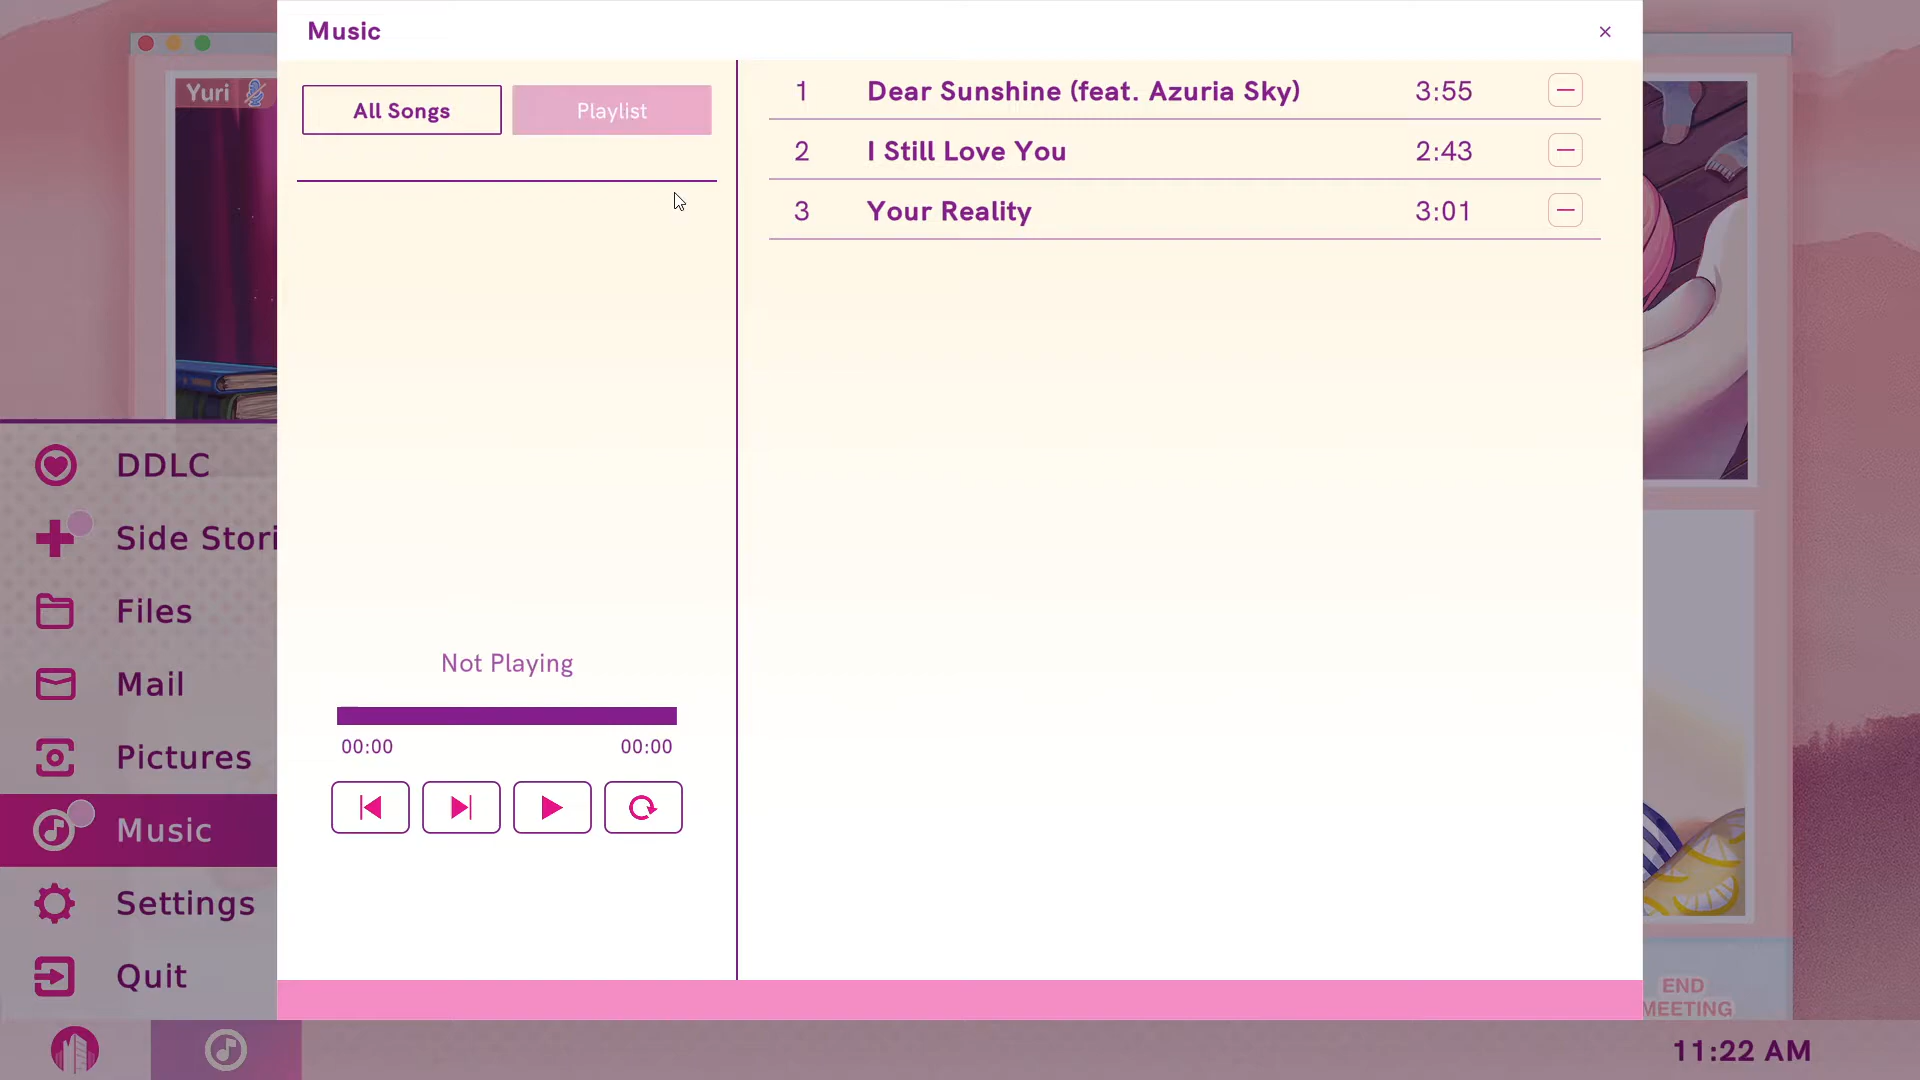 Music
×
Yuri
All Songs
Playlist
1 Dear Sunshine (feat. Azuria Sky) 3:55
2 I Still Love You 2:43
3 Your Reality 3:01
DDLC
Side Stori
Files
Mail
Pictures
Music
Settings
Quit
Not Playing
00:00 00:00
END
MEETING
11:22 AM